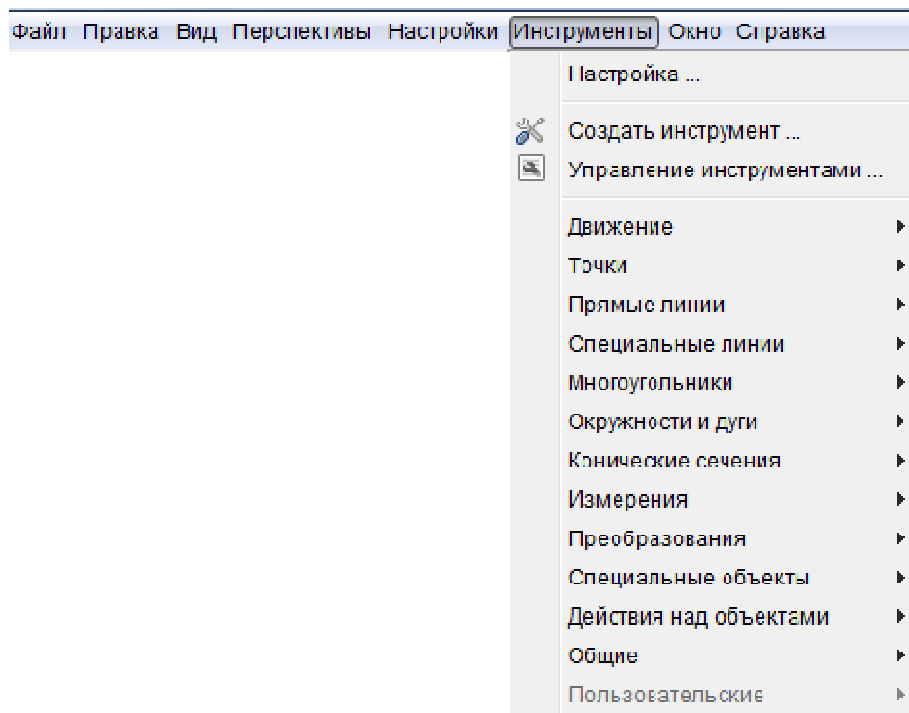 Файл Правка Вид Перспективы Настройки Инструменты Окно Справка
Настройка ...
Создать инструмент ...
Управление инструментами ...
Движение
Точки
Прямые линии
Специальные линии
Многоугольники
Окружности и дуги
Конические сечения
Измерения
Преобразования
Специальные объекты
Действия над объектами
Общие
Пользовательские